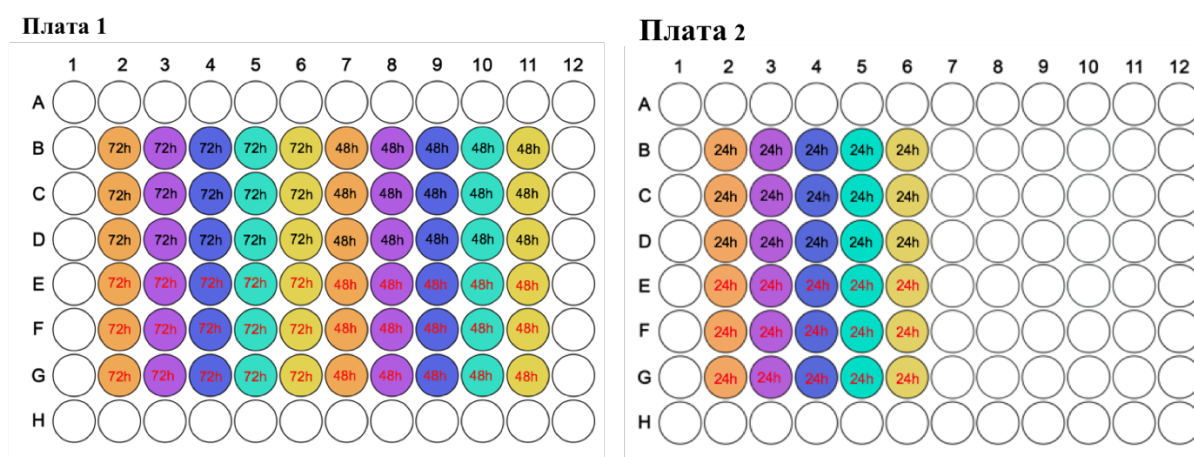 Плата 1
1 2 3 4 5 6 7 8 9 10 11 12
A
B 72h 72h 72h 72h 72h 48h 48h 48h 48h 48h
C 72h 72h 72h 72h 72h 48h 48h 48h 48h 48h
D 72h 72h 72h 72h 72h 48h 48h 48h 48h 48h
E 72h 72h 72h 72h 72h 48h 48h 48h 48h 48h
F 72h 72h 72h 72h 72h 48h 48h 48h 48h 48h
G 72h 72h 72h 72h 72h 48h 48h 48h 48h 48h
H
Плата 2
1 2 3 4 5 6 7 8 9 10 11 12
A
B 24h 24h 24h 24h 24h
C 24h 24h 24h 24h 24h
D 24h 24h 24h 24h 24h
E 24h 24h 24h 24h 24h
F 24h 24h 24h 24h 24h
G 24h 24h 24h 24h 24h
H